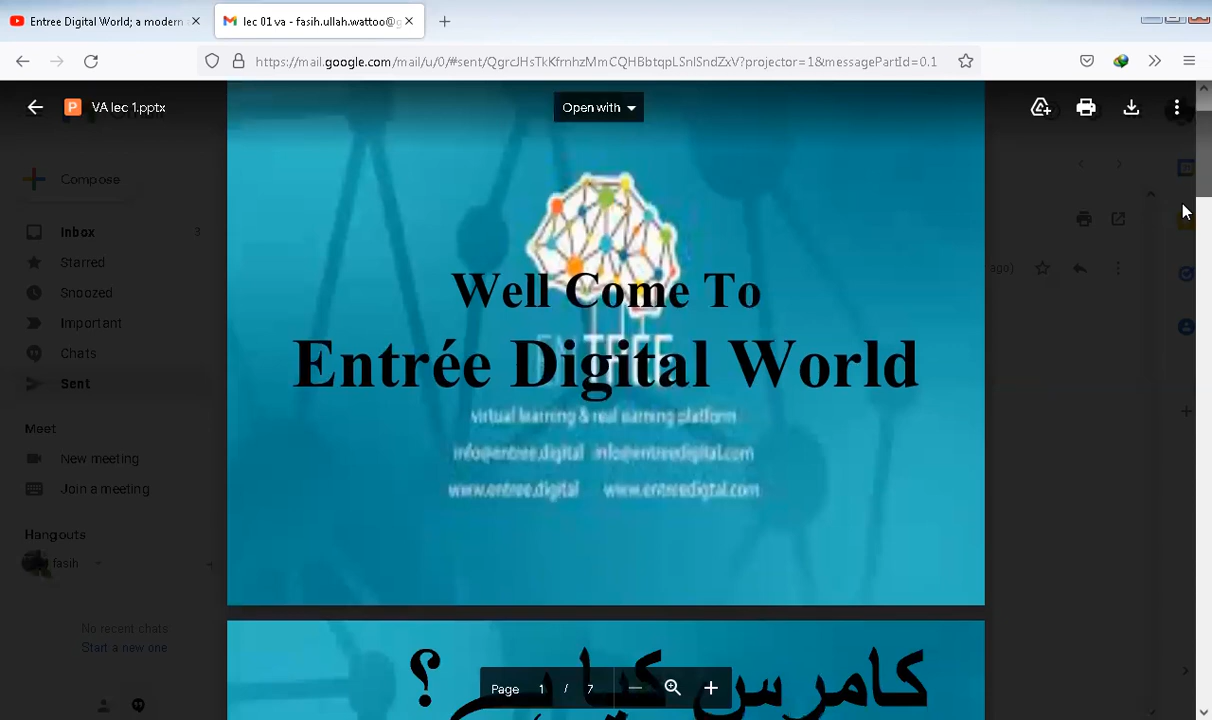 Entree Digital World; a modern
lec 01 va - fasih.ullah.wattoo@g
https://mail.google.com/mail/u/0/#sent/QgrcJHsTkKfrnhzMmCQHBbtqpLSnlSndZxV?projector=1&messagePartId=0.1
VA lec 1.pptx
Open with
Compose
Inbox 3
Starred
Snoozed
Important
Chats
Sent
Meet
New meeting
Join a meeting
Hangouts
fasih
No recent chats
Start a new one
ago)
Well Come To
ENTREE
Entrée Digital World
virtual learning & real earning platform
info@entree.digital info@entreedigital.com
www.entree.digital www.entreedigtal.com
کامرس کیا ہے ؟
Page 1 / 7